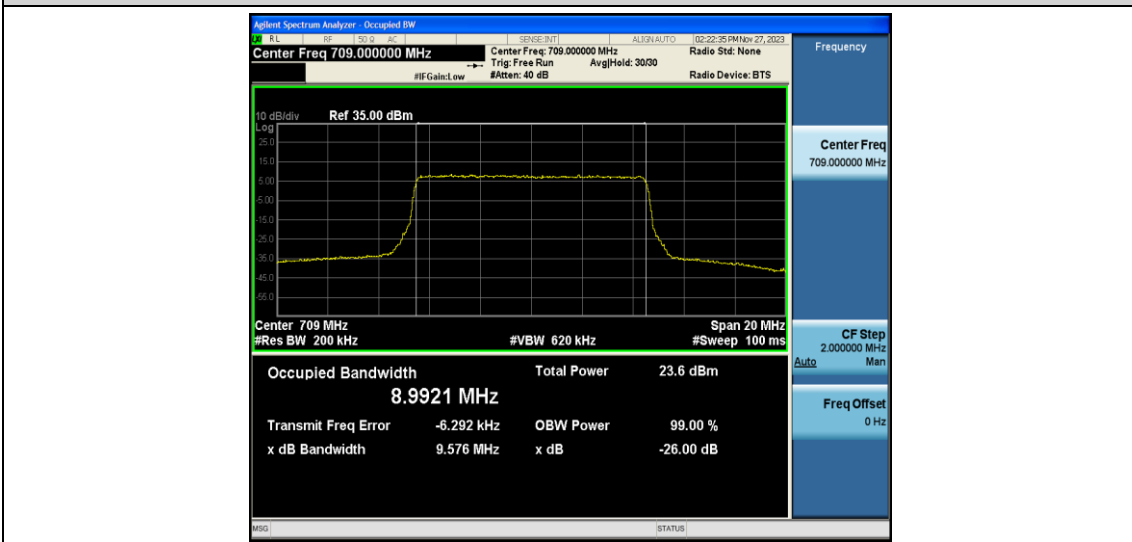 Agilent Spectrum Analyzer - Occupied BW
RL RF 50 Ω AC SENSE:INT ALIGN AUTO 02:22:35 PM Nov 27, 2023
Center Freq 709.000000 MHz
Center Freq: 709.000000 MHz
Radio Std: None
Trig: Free Run Avg|Hold: 30/30
#IFGain:Low #Atten: 40 dB Radio Device: BTS
10 dB/div Ref 35.00 dBm
Log
25.0
15.0
5.00
-5.00
-15.0
-25.0
-35.0
-45.0
-55.0
Center 709 MHz Span 20 MHz
#Res BW 200 kHz #VBW 620 kHz #Sweep 100 ms
Occupied Bandwidth Total Power 23.6 dBm
8.9921 MHz
Transmit Freq Error -6.292 kHz OBW Power 99.00 %
x dB Bandwidth 9.576 MHz x dB -26.00 dB
MSG STATUS
Frequency
Center Freq
709.000000 MHz
CF Step
2.000000 MHz
Auto Man
Freq Offset
0 Hz